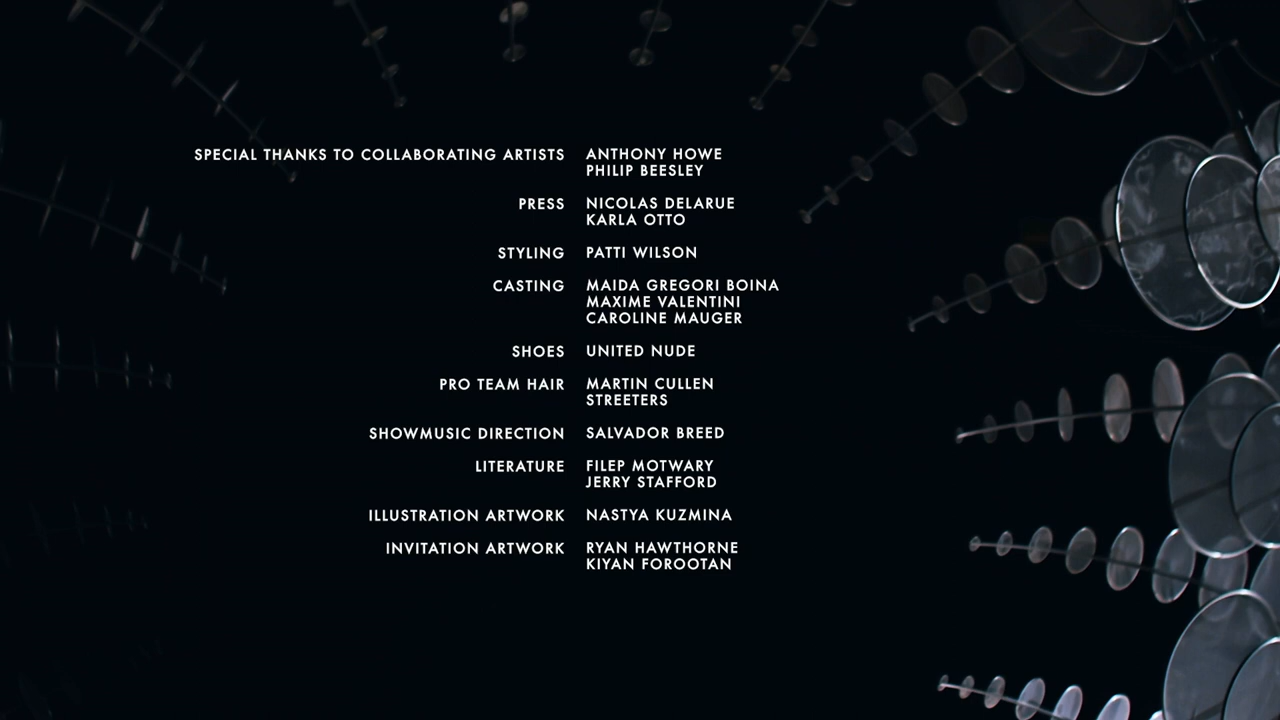 SPECIAL THANKS TO COLLABORATING ARTISTS ANTHONY HOWE
PHILIP BEESLEY
PRESS NICOLAS DELARUE
KARLA OTTO
STYLING PATTI WILSON
CASTING MAIDA GREGORI BOINA
MAXIME VALENTINI
CAROLINE MAUGER
SHOES UNITED NUDE
PRO TEAM HAIR MARTIN CULLEN
STREETERS
SHOWMUSIC DIRECTION SALVADOR BREED
LITERATURE FILEP MOTWARY
JERRY STAFFORD
ILLUSTRATION ARTWORK NASTYA KUZMINA
INVITATION ARTWORK RYAN HAWTHORNE
KIYAN FOROOTAN